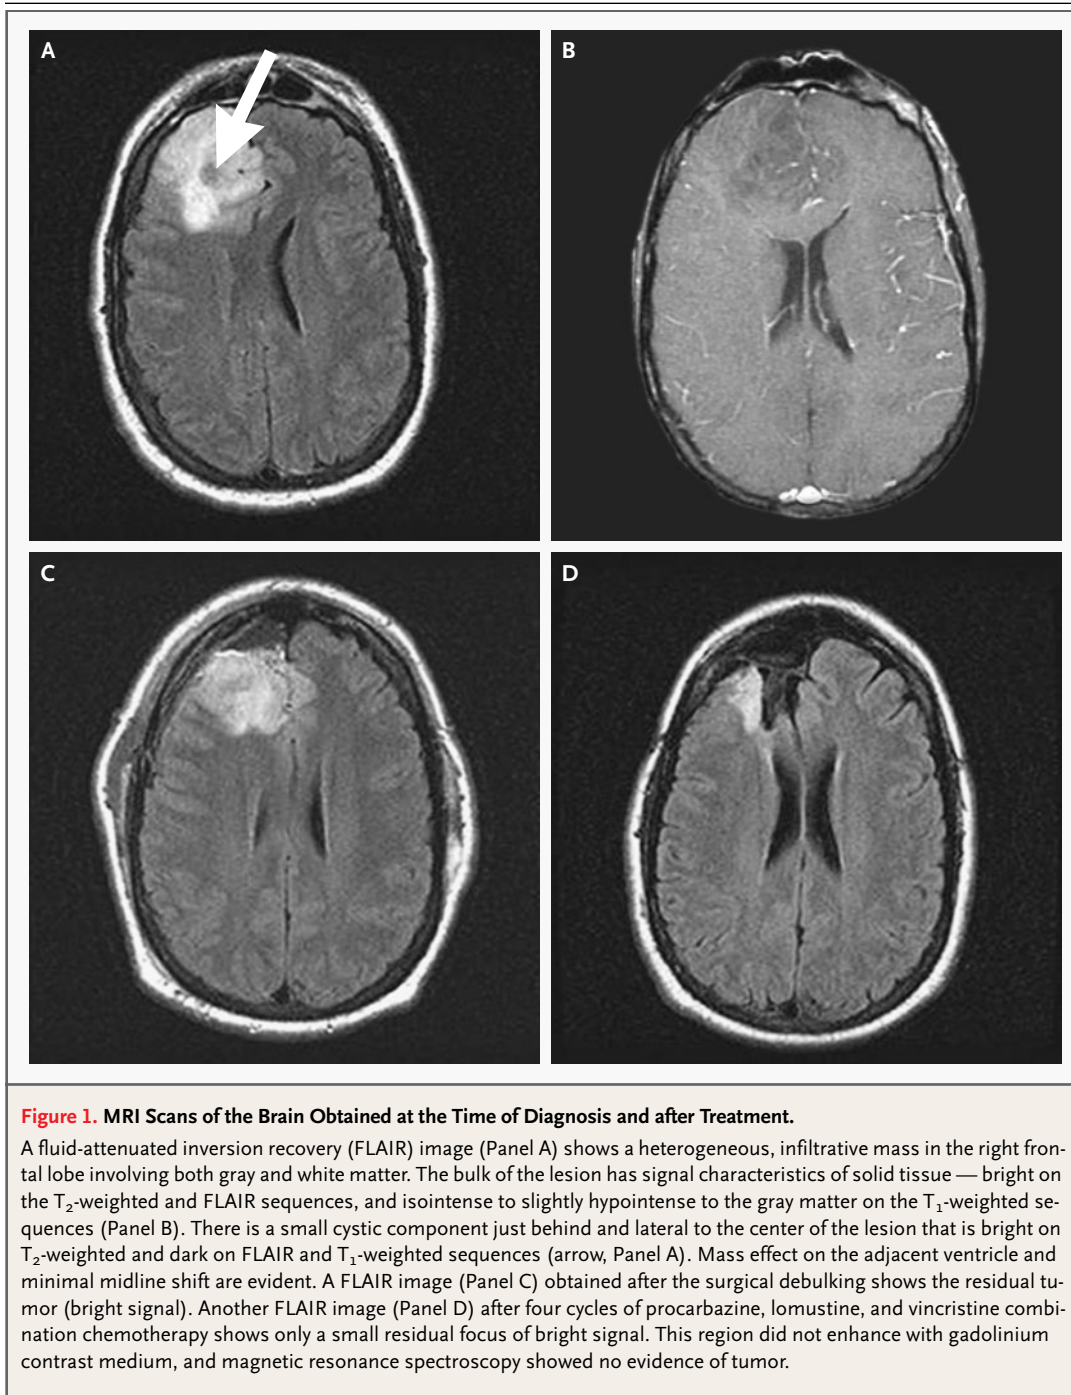 A
B
C
D
Figure 1. MRI Scans of the Brain Obtained at the Time of Diagnosis and after Treatment.
A fluid-attenuated inversion recovery (FLAIR) image (Panel A) shows a heterogeneous, infiltrative mass in the right fron-
tal lobe involving both gray and white matter. The bulk of the lesion has signal characteristics of solid tissue — bright on
the T₂-weighted and FLAIR sequences, and isointense to slightly hypointense to the gray matter on the T₁-weighted se-
quences (Panel B). There is a small cystic component just behind and lateral to the center of the lesion that is bright on
T₂-weighted and dark on FLAIR and T₁-weighted sequences (arrow, Panel A). Mass effect on the adjacent ventricle and
minimal midline shift are evident. A FLAIR image (Panel C) obtained after the surgical debulking shows the residual tu-
mor (bright signal). Another FLAIR image (Panel D) after four cycles of procarbazine, lomustine, and vincristine combi-
nation chemotherapy shows only a small residual focus of bright signal. This region did not enhance with gadolinium
contrast medium, and magnetic resonance spectroscopy showed no evidence of tumor.